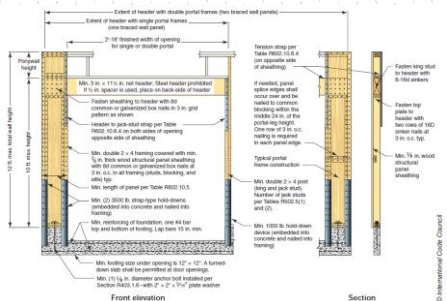 Extent of header with double portal frames (two braced wall panels)
Extent of header with single portal frames
(one braced wall panel)
2'-18' finished width of opening
for single or double portal
Ponywall
height
12 ft. max. total wall height
10 ft. max. height
Min. 3 in. × 11¼ in. net header; Steel header prohibited
If ½ in. spacer is used, place on back-side of header
Fasten sheathing to header with 8d
common or galvanized box nails in 3 in. grid
pattern as shown
Header to jack-stud strap per Table
R602.10.6.4 on both sides of opening
opposite side of sheathing
Min. double 2 × 4 framing covered with min.
⅜ in. thick wood structural panel sheathing
with 8d common or galvanized box nails at
3 in. o.c. in all framing (studs, blocking, and
sills) typ.
Min. length of panel per Table R602.10.5
Min. (2) 3500 lb. strap-type hold-downs
(embedded into concrete and nailed into
framing)
Min. reinforcing of foundation, one #4 bar
top and bottom of footing. Lap bars 15 in. min.
Min. footing size under opening is 12" × 12". A turned-
down slab shall be permitted at door openings.
Min. (1) ⅝ in. diameter anchor bolt installed per
Section R403.1.6 –with 2" × 2" × 3/16" plate washer
Front elevation
Tension strap per
Table R602.10.6.4
(on opposite side
of sheathing)
If needed, panel
splice edges shall
occur over and be
nailed to common
blocking within the
middle 24 in. of the
portal-leg height.
One row of 3 in. o.c.
nailing is required
in each panel edge
Typical portal
frame construction
Min. double 2 × 4 post
(king and jack stud).
Number of jack studs
per Tables R602.5(1)
and (2).
Min. 1000 lb. hold-down
device (embedded into
concrete and nailed into
framing)
Fasten king stud
to header with
6-16d sinkers
Fasten top
plate to
header with
two rows of 16D
sinker nails at
3 in. o.c. typ.
Min. ⅜ in. wood
structural
panel
sheathing
Section
© International Code Council